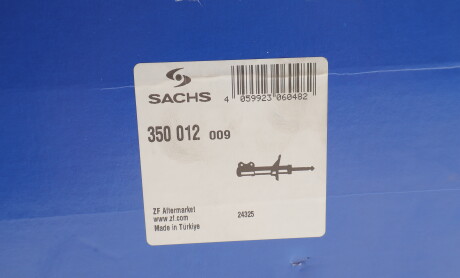 SACHS
4 059923 060482
350 012 009
ZF Aftermarket
www.zf.com
Made in Türkiye
24325